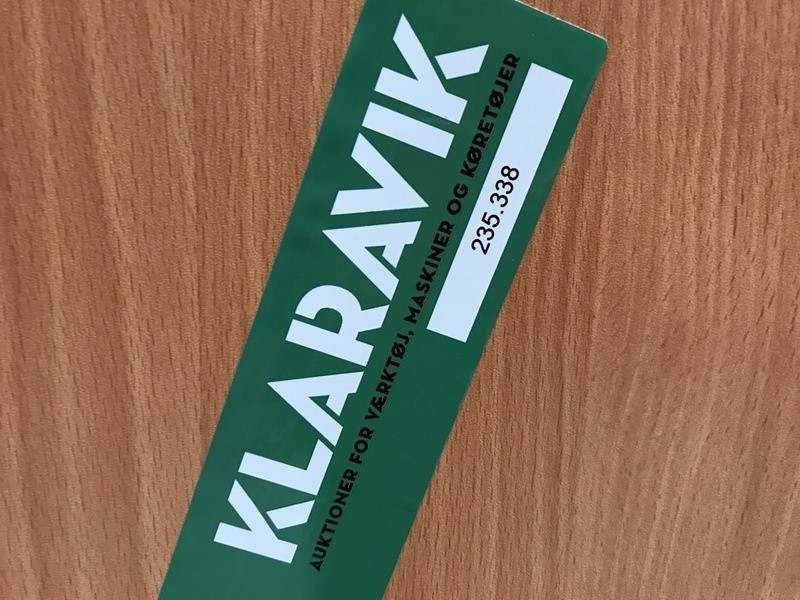 KLARAVIK
AUKTIONER FOR VÆRKTØJ, MASKINER OG KØRETØJER
235.338